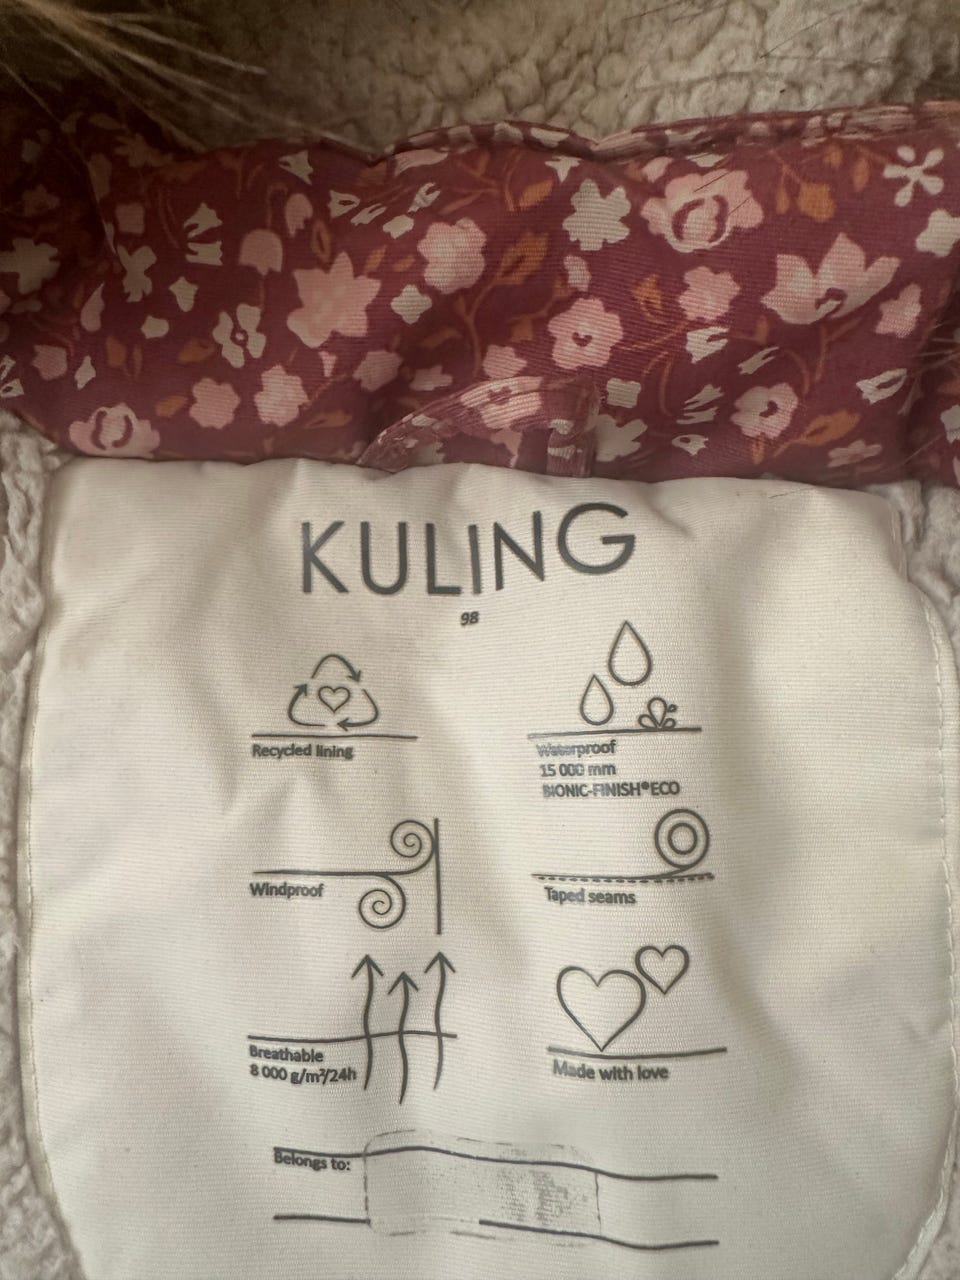 KULING
98
Recycled lining
Waterproof
15 000 mm
BIONIC-FINISH®ECO
Windproof
Taped seams
Breathable
8 000 g/m²/24h
Made with love
Belongs to: